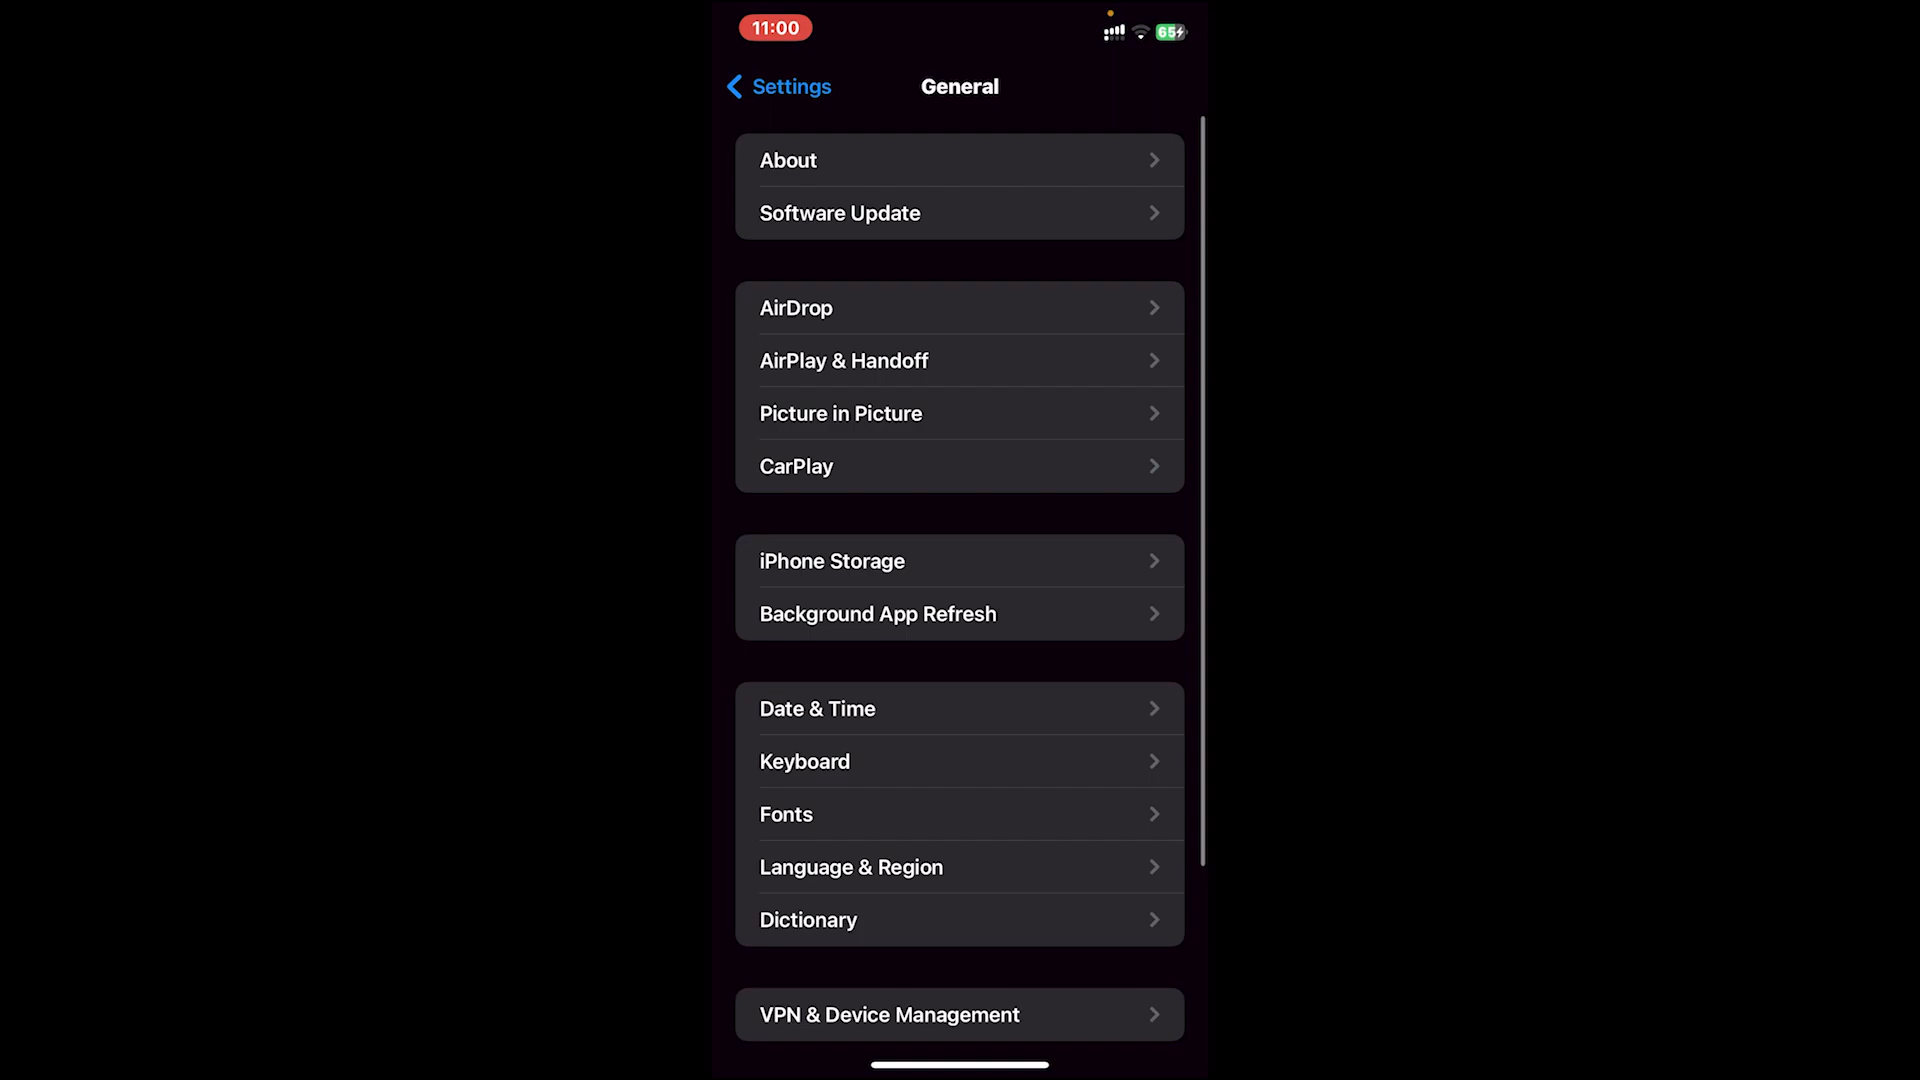 11:00
65
Settings
General
About
Software Update
AirDrop
AirPlay & Handoff
Picture in Picture
CarPlay
iPhone Storage
Background App Refresh
Date & Time
Keyboard
Fonts
Language & Region
Dictionary
VPN & Device Management